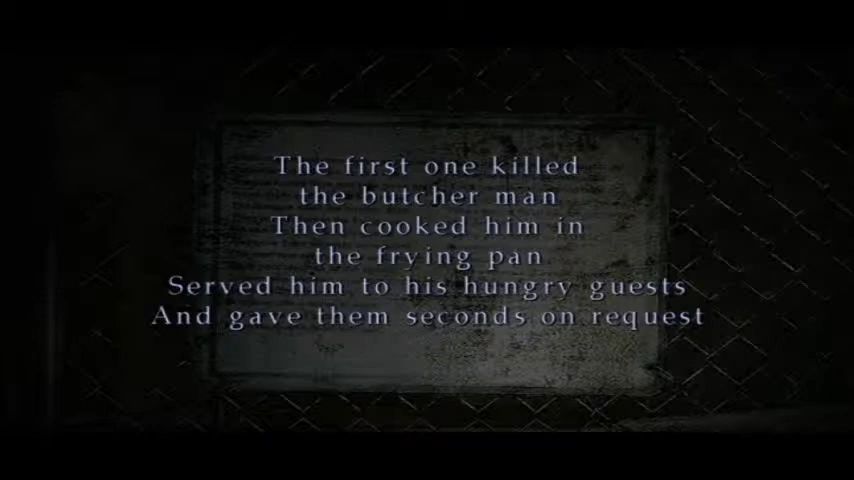 The first one killed
the butcher man
Then cooked him in
the frying pan
Served him to his hungry guests
And gave them seconds on request